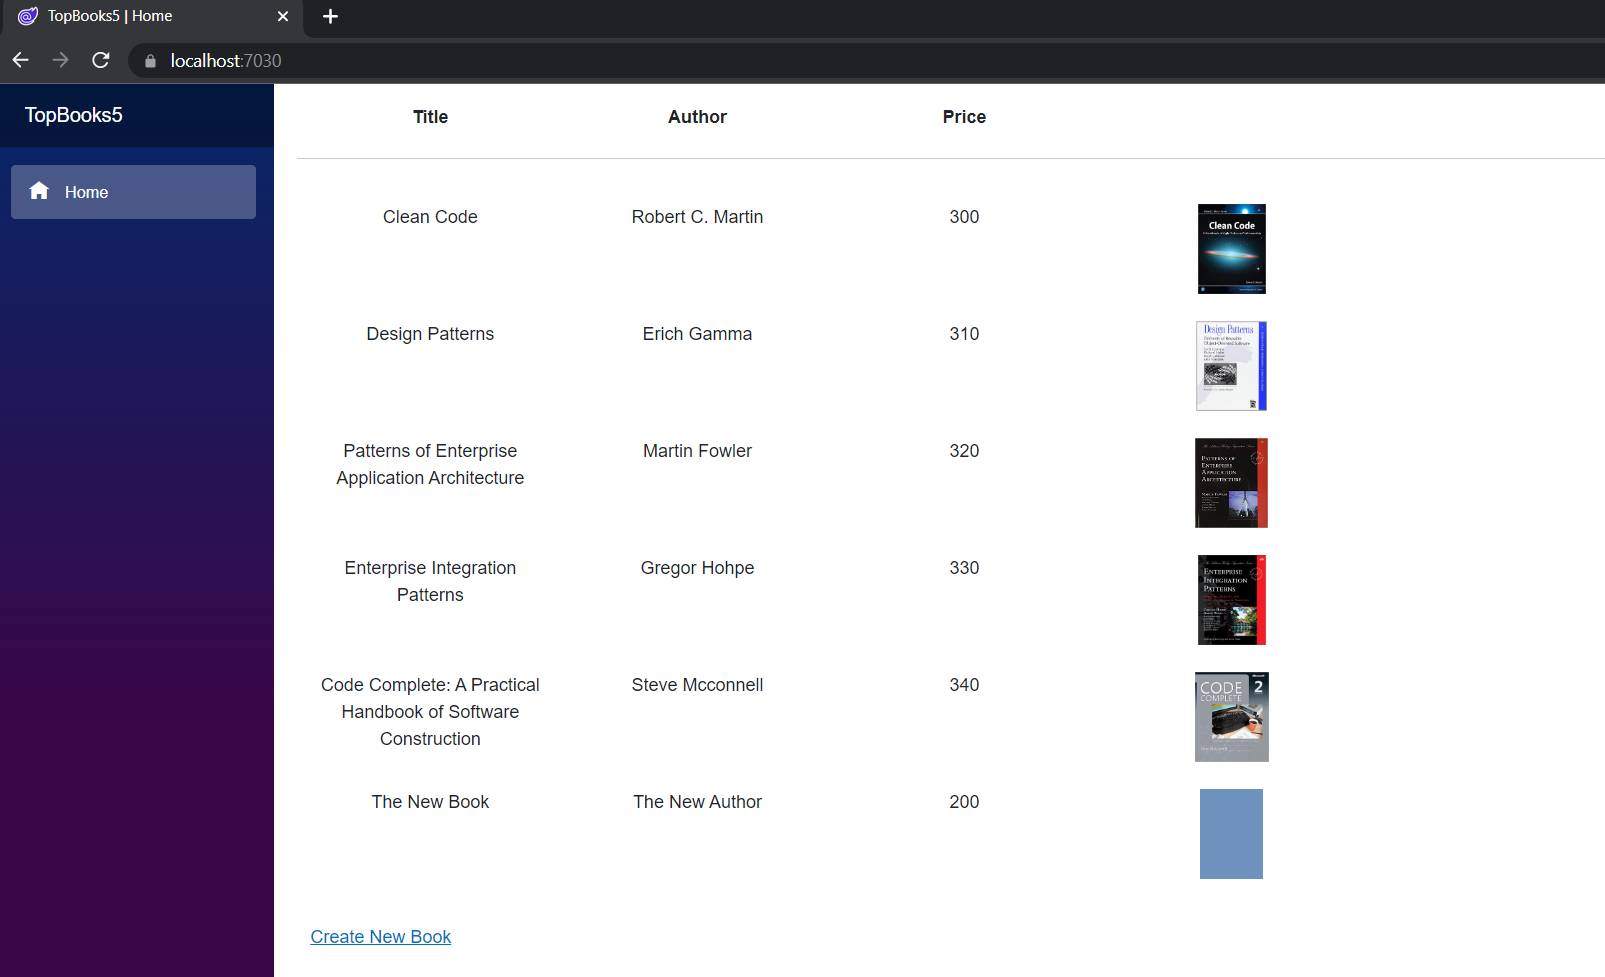 TopBooks5 | Home
localhost:7030
TopBooks5
Home
Title Author Price
Clean Code Robert C. Martin 300
Clean Code
Design Patterns Erich Gamma 310
Design Patterns
Patterns of Enterprise Martin Fowler 320
Application Architecture
PATTERNS OF
ENTERPRISE
APPLICATION
ARCHITECTURE
MARTIN FOWLER
Enterprise Integration Gregor Hohpe 330
Patterns
ENTERPRISE
INTEGRATION
PATTERNS
Code Complete: A Practical Steve Mcconnell 340
Handbook of Software
Construction
CODE 2
COMPLETE
The New Book The New Author 200
Create New Book